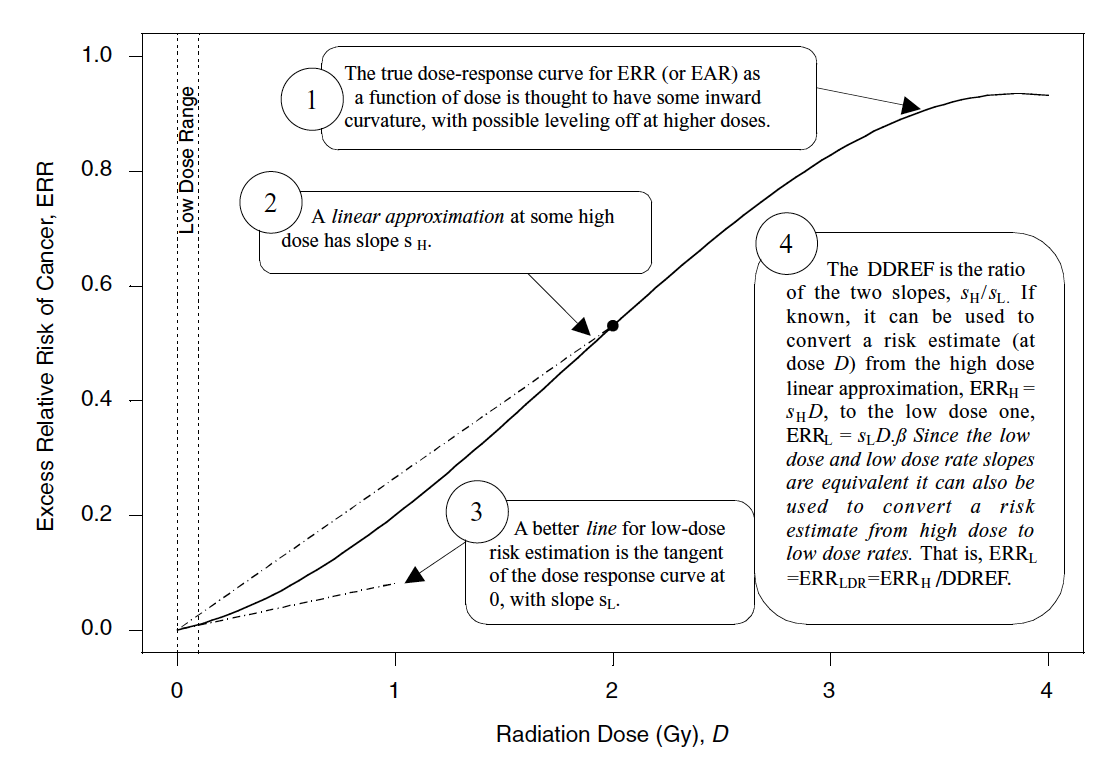 1.0
0.8
0.6
0.4
0.2
0.0
Excess Relative Risk of Cancer, ERR
Low Dose Range
1
The true dose-response curve for ERR (or EAR) as
a function of dose is thought to have some inward
curvature, with possible leveling off at higher doses.
2
A linear approximation at some high
dose has slope s H.
3
A better line for low-dose
risk estimation is the tangent
of the dose response curve at
0, with slope sL.
4
The DDREF is the ratio
of the two slopes, sH/sL. If
known, it can be used to
convert a risk estimate (at
dose D) from the high dose
linear approximation, ERRH =
sHD, to the low dose one,
ERRL = sLD.ß Since the low
dose and low dose rate slopes
are equivalent it can also be
used to convert a risk
estimate from high dose to
low dose rates. That is, ERRL
=ERRLDR=ERRH /DDREF.
0 1 2 3 4
Radiation Dose (Gy), D